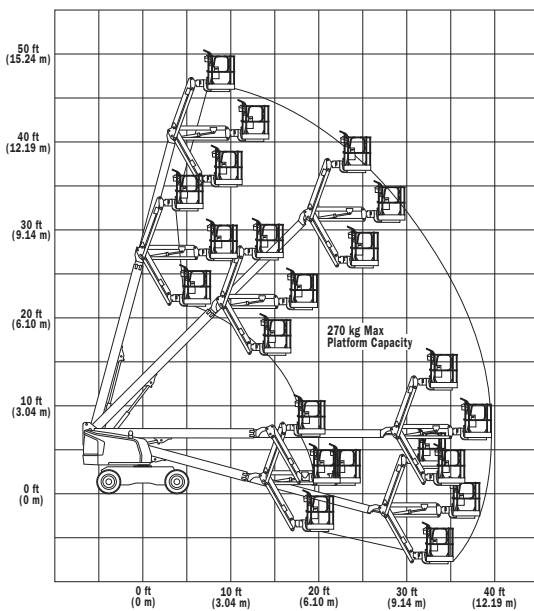 50 ft
(15.24 m)
40 ft
(12.19 m)
30 ft
(9.14 m)
20 ft
(6.10 m)
270 kg Max
Platform Capacity
10 ft
(3.04 m)
0 ft
(0 m)
0 ft
(0 m)
10 ft
(3.04 m)
20 ft
(6.10 m)
30 ft
(9.14 m)
40 ft
(12.19 m)